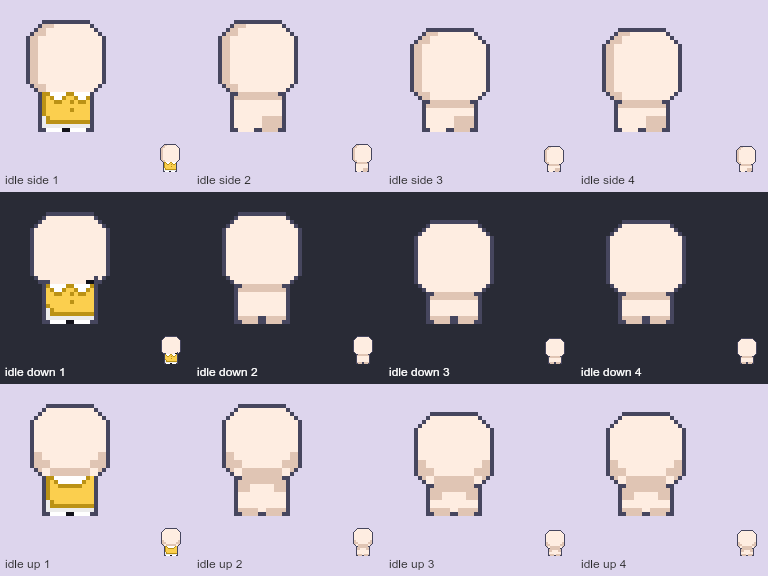 idle side 1
idle side 2
idle side 3
idle side 4
idle down 1
idle down 2
idle down 3
idle down 4
idle up 1
idle up 2
idle up 3
idle up 4